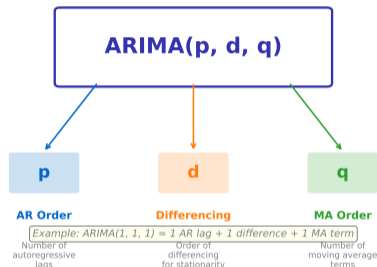 ARIMA(p, d, q)
p
d
q
AR Order
Differencing
MA Order
Example: ARIMA(1, 1, 1) = 1 AR lag + 1 difference + 1 MA term
Number of
autoregressive
lags
Order of
differencing
for stationarity
Number of
moving average
terms